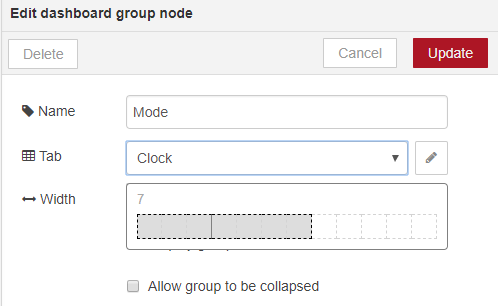 Edit dashboard group node
Delete
Cancel
Update
Name
Mode
Tab
Clock
Width
7
Allow group to be collapsed